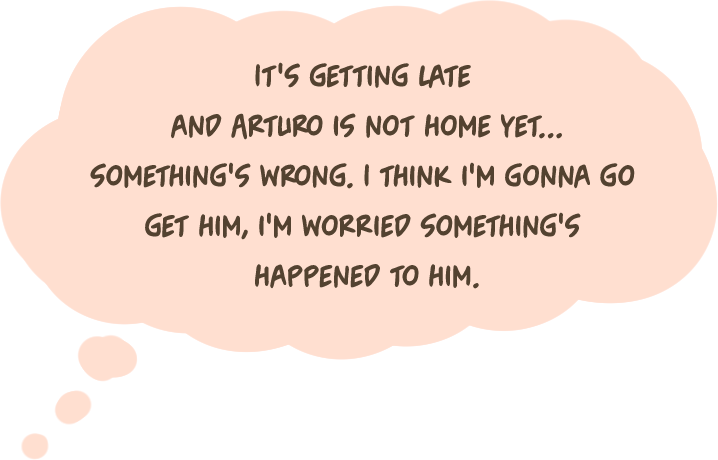 IT'S GETTING LATE
AND ARTURO IS NOT HOME YET...
SOMETHING'S WRONG. I THINK I'M GONNA GO
GET HIM, I'M WORRIED SOMETHING'S
HAPPENED TO HIM.